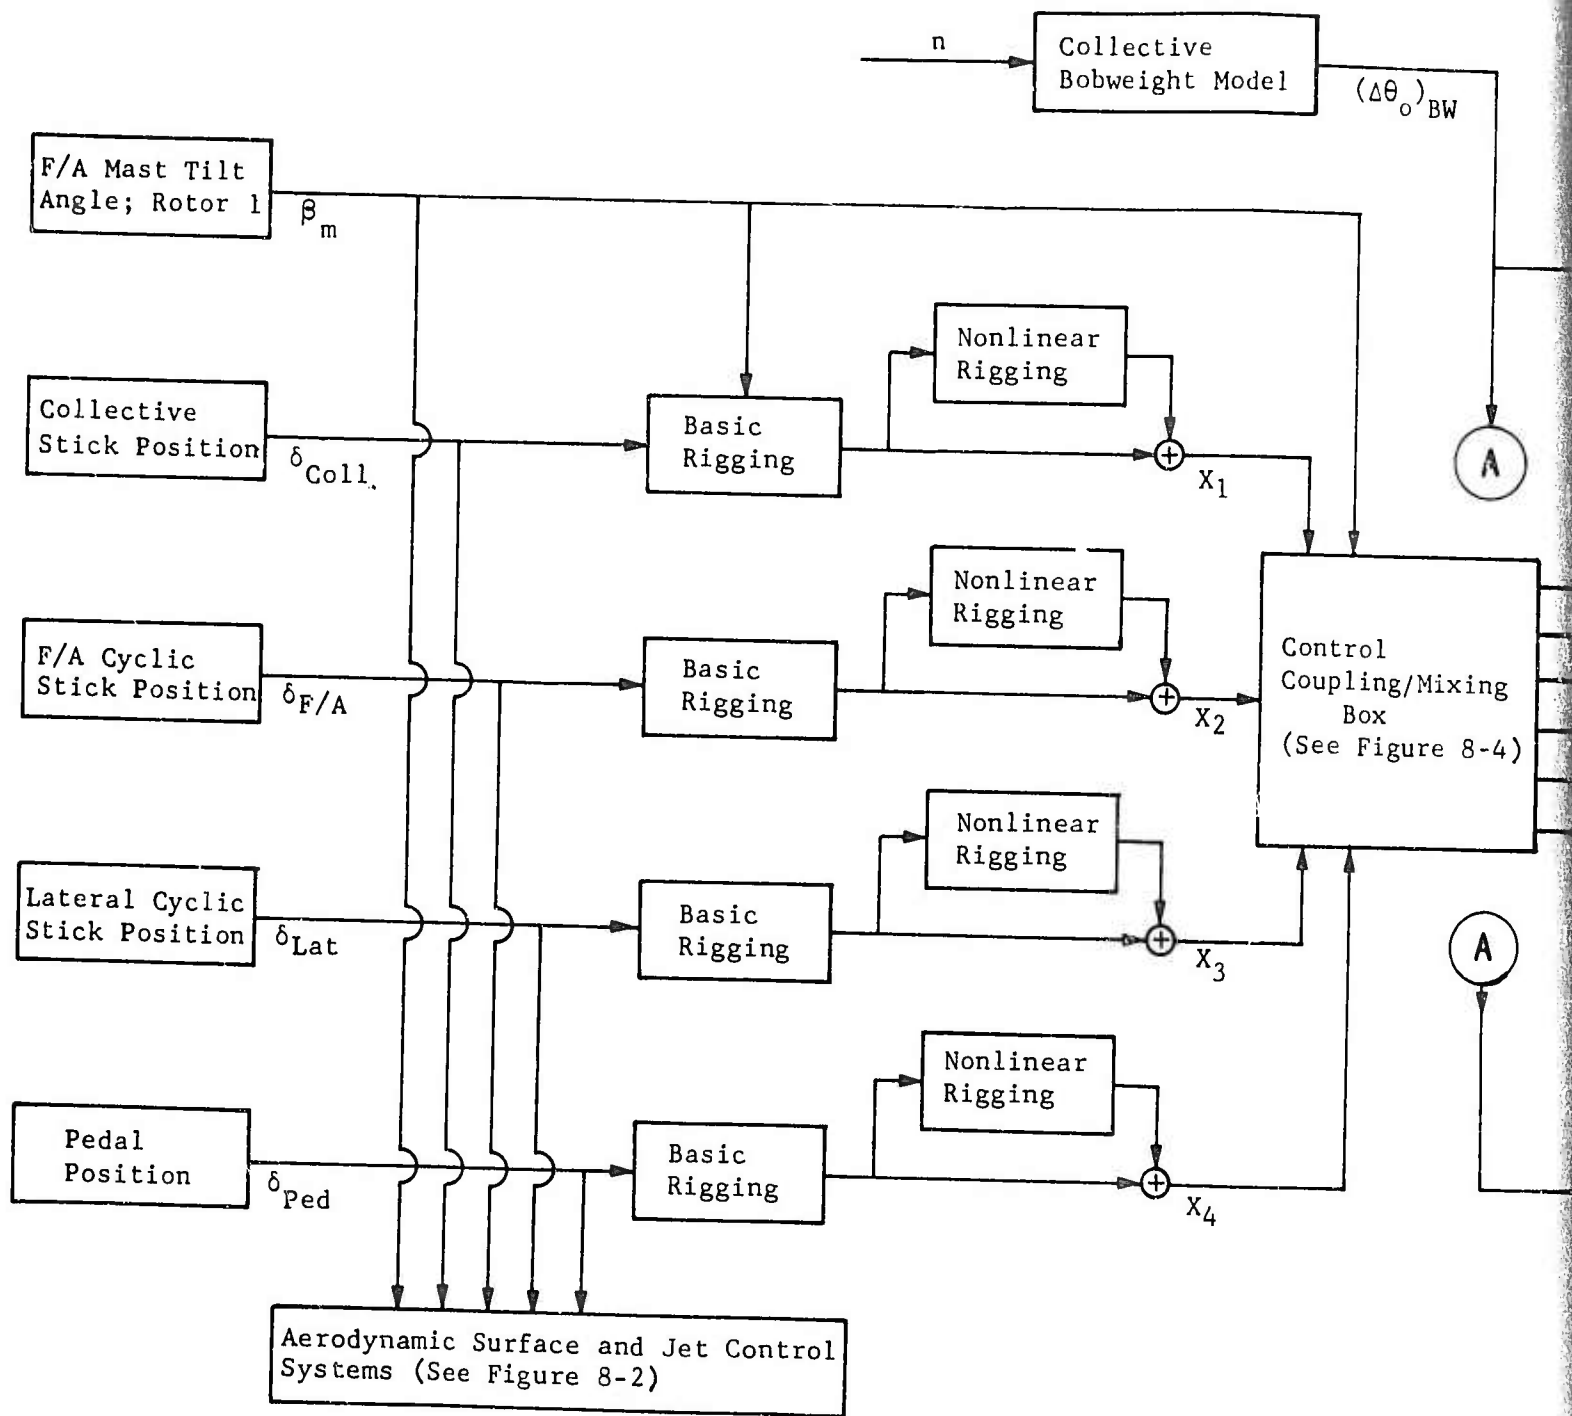 n
Collective
Bobweight Model
(Δθo)BW
F/A Mast Tilt
Angle; Rotor 1
βm
Nonlinear
Rigging
Collective
Stick Position
δColl.
Basic
Rigging
+
X1
A
F/A Cyclic
Stick Position
δF/A
Basic
Rigging
Nonlinear
Rigging
+
X2
Control
Coupling/Mixing
Box
(See Figure 8-4)
Lateral Cyclic
Stick Position
δLat
Basic
Rigging
Nonlinear
Rigging
+
X3
A
Pedal
Position
δPed
Basic
Rigging
Nonlinear
Rigging
+
X4
Aerodynamic Surface and Jet Control
Systems (See Figure 8-2)